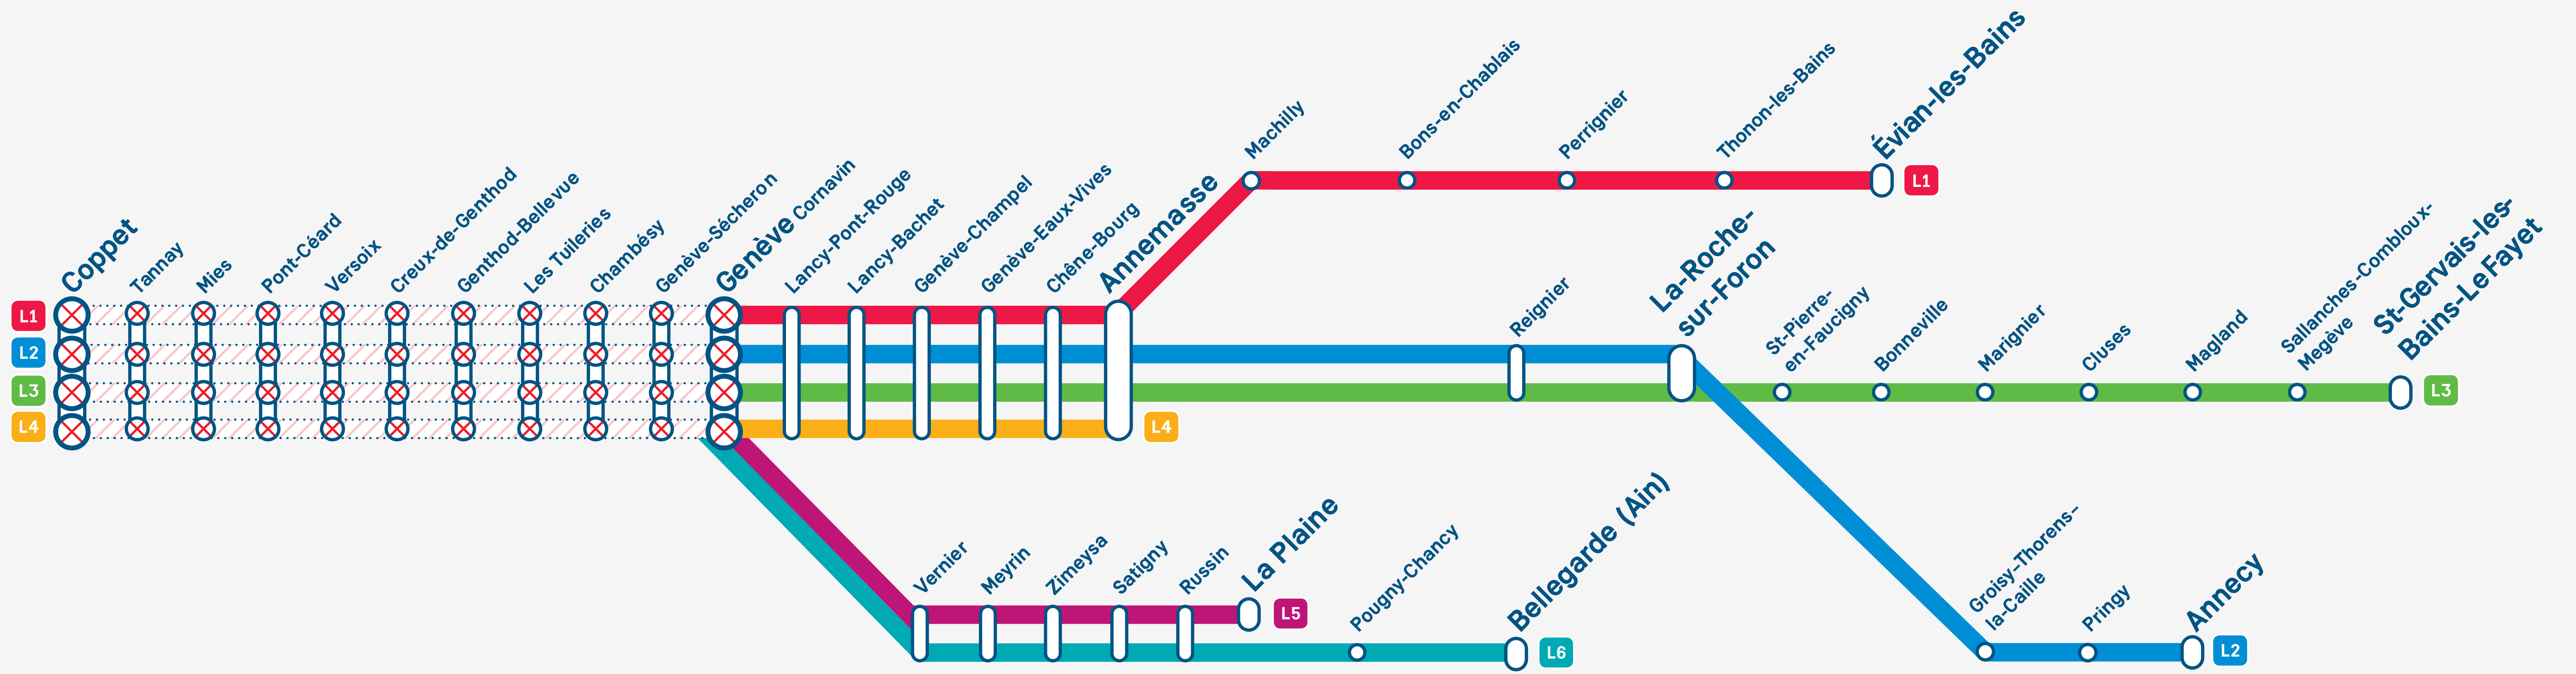 L1
L2
L3
L4
Coppet
Tannay
Mies
Pont-Céard
Versoix
Creux-de-Genthod
Genthod-Bellevue
Les Tuileries
Chambésy
Genève-Sécheron
Genève Cornavin
Lancy-Pont-Rouge
Lancy-Bachet
Genève-Champel
Genève-Eaux-Vives
Chêne-Bourg
Annemasse
L4
Machilly
Bons-en-Chablais
Perrignier
Thonon-les-Bains
Évian-les-Bains
L1
Reignier
La-Roche-
sur-Foron
St-Pierre-
en-Faucigny
Bonneville
Marignier
Cluses
Magland
Sallanches-Combloux-
Megève
St-Gervais-les-
Bains-Le Fayet
L3
Vernier
Meyrin
Zimeysa
Satigny
Russin
La Plaine
L5
Pougny-Chancy
Bellegarde (Ain)
L6
Groisy-Thorens-
la-Caille
Pringy
Annecy
L2